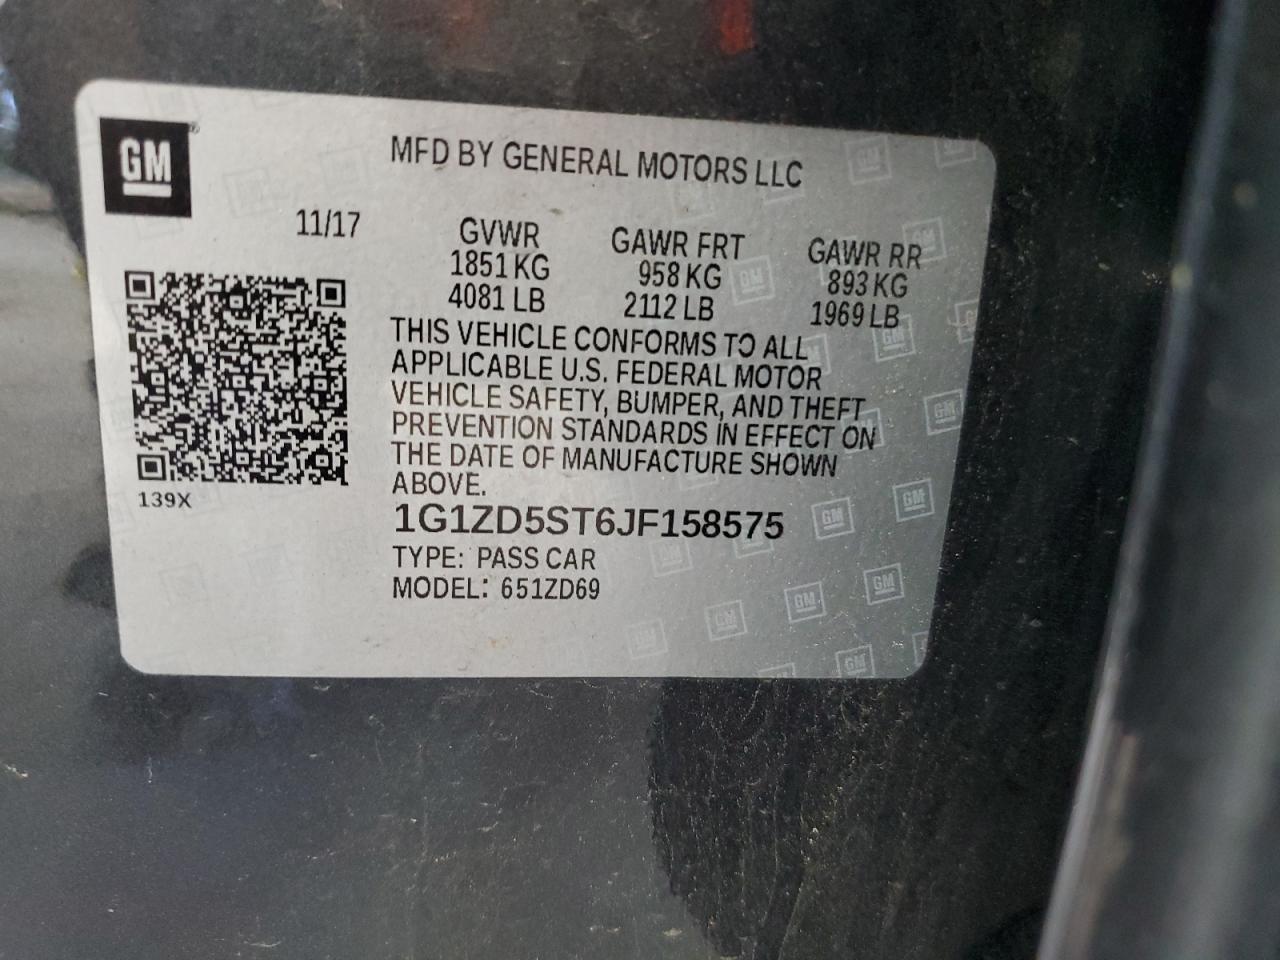 GM
MFD BY GENERAL MOTORS LLC
11/17
GVWR
1851 KG
4081 LB
GAWR FRT
958 KG
2112 LB
GAWR RR
893 KG
1969 LB
THIS VEHICLE CONFORMS TO ALL
APPLICABLE U.S. FEDERAL MOTOR
VEHICLE SAFETY, BUMPER, AND THEFT
PREVENTION STANDARDS IN EFFECT ON
THE DATE OF MANUFACTURE SHOWN
ABOVE.
139X
1G1ZD5ST6JF158575
TYPE: PASS CAR
MODEL: 651ZD69